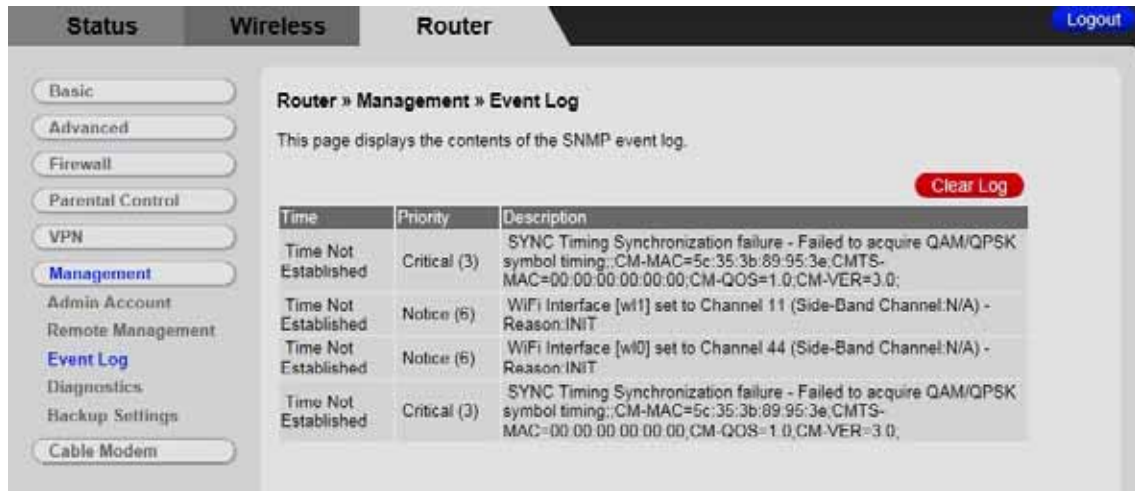 Status Wireless Router Logout
Basic
Advanced
Firewall
Parental Control
VPN
Management
Admin Account
Remote Management
Event Log
Diagnostics
Backup Settings
Cable Modem
Router » Management » Event Log
This page displays the contents of the SNMP event log.
Clear Log
Time Priority Description
Time Not Established Critical (3) SYNC Timing Synchronization failure - Failed to acquire QAM/QPSK
symbol timing;;CM-MAC=5c:35:3b:89:95:3e;CMTS-
MAC=00:00:00:00:00:00;CM-QOS=1.0;CM-VER=3.0;
Time Not Established Notice (6) WiFi Interface [wl1] set to Channel 11 (Side-Band Channel:N/A) -
Reason:INIT
Time Not Established Notice (6) WiFi Interface [wl0] set to Channel 44 (Side-Band Channel:N/A) -
Reason:INIT
Time Not Established Critical (3) SYNC Timing Synchronization failure - Failed to acquire QAM/QPSK
symbol timing;;CM-MAC=5c:35:3b:89:95:3e;CMTS-
MAC=00:00:00:00:00:00;CM-QOS=1.0;CM-VER=3.0;